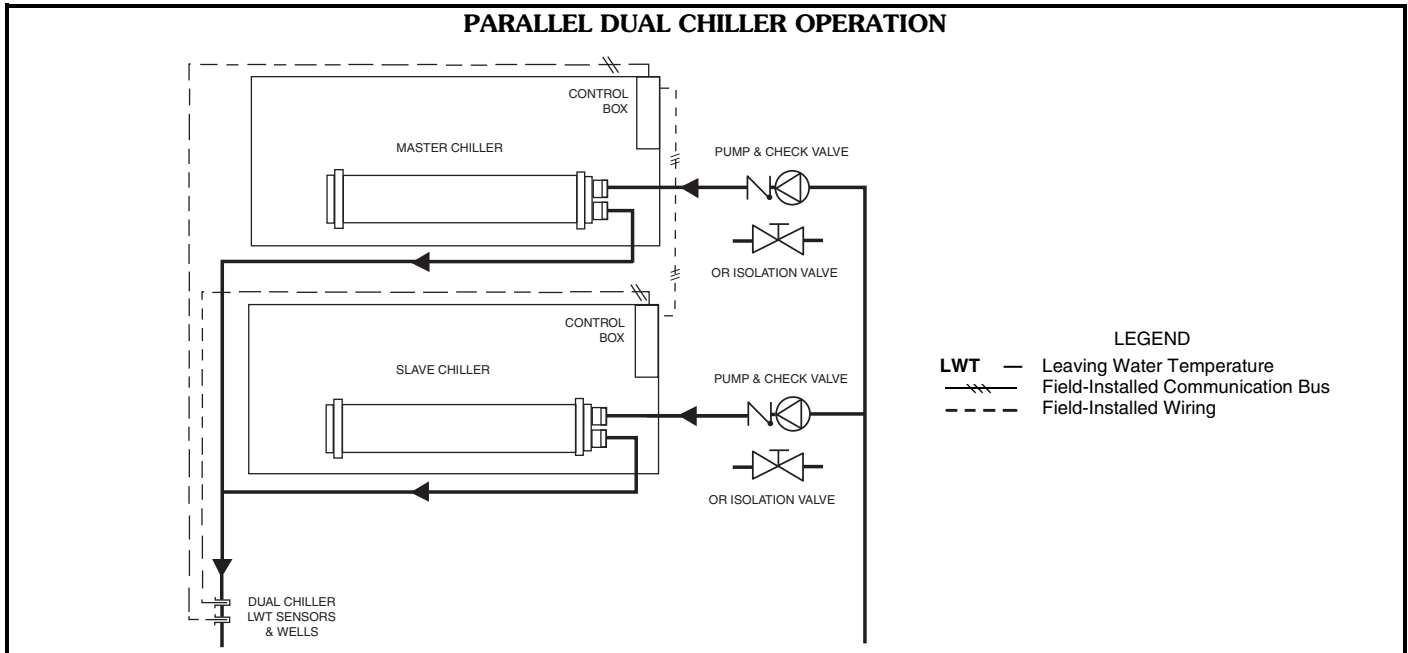 PARALLEL DUAL CHILLER OPERATION
CONTROL
BOX
MASTER CHILLER
PUMP & CHECK VALVE
OR ISOLATION VALVE
CONTROL
BOX
SLAVE CHILLER
PUMP & CHECK VALVE
OR ISOLATION VALVE
DUAL CHILLER
LWT SENSORS
& WELLS
LEGEND
LWT — Leaving Water Temperature
Field-Installed Communication Bus
Field-Installed Wiring